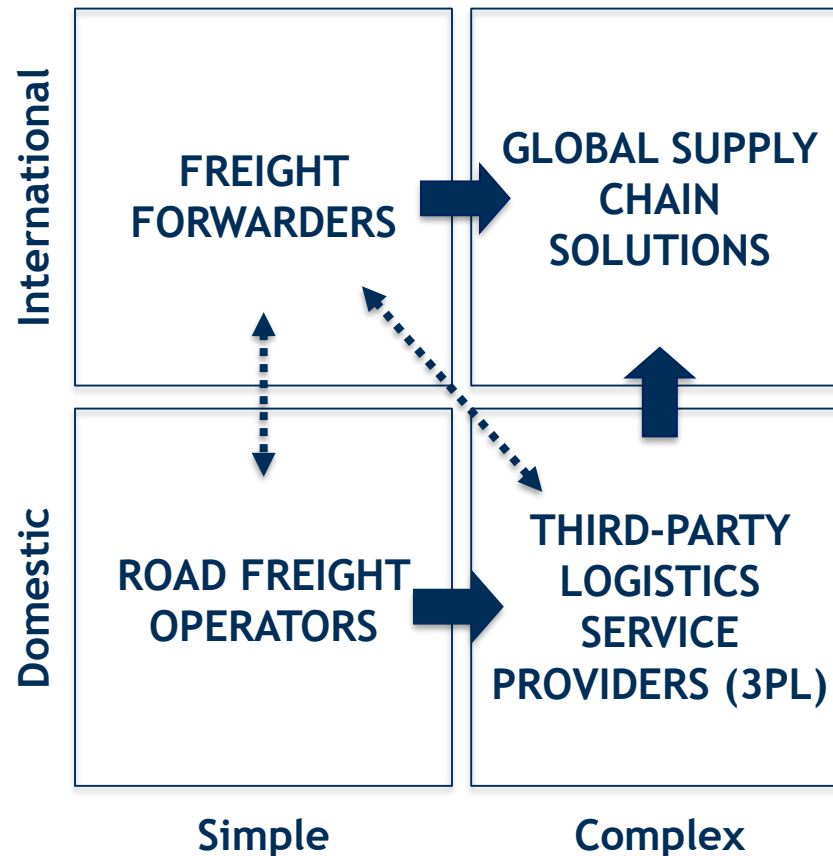 International
FREIGHT
FORWARDERS
GLOBAL SUPPLY
CHAIN
SOLUTIONS
Domestic
ROAD FREIGHT
OPERATORS
THIRD-PARTY
LOGISTICS
SERVICE
PROVIDERS (3PL)
Simple
Complex